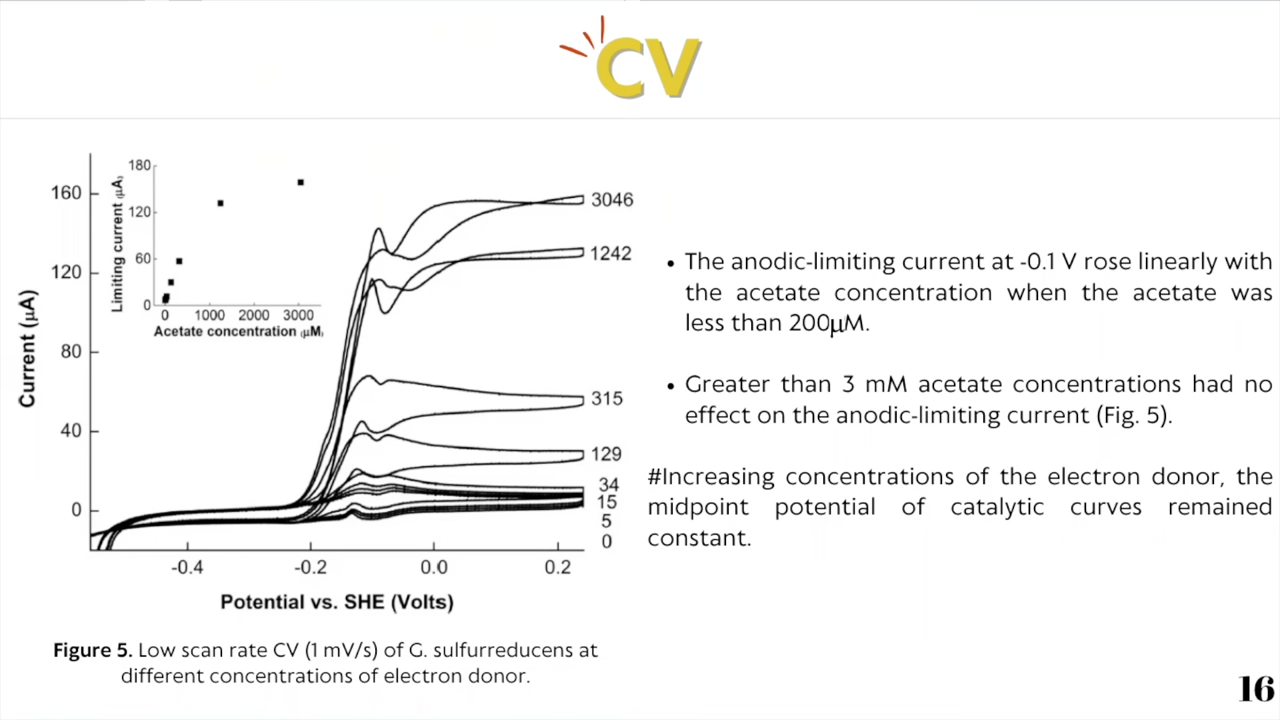 CV
180
120
60
0
Limiting current (μA)
0 1000 2000 3000
Acetate concentration (μM)
160
120
80
40
0
Current (μA)
3046
1242
315
129
34
15
5
0
-0.4 -0.2 0.0 0.2
Potential vs. SHE (Volts)
Figure 5. Low scan rate CV (1 mV/s) of G. sulfurreducens at
different concentrations of electron donor.
• The anodic-limiting current at -0.1 V rose linearly with
the acetate concentration when the acetate was
less than 200μM.
• Greater than 3 mM acetate concentrations had no
effect on the anodic-limiting current (Fig. 5).
#Increasing concentrations of the electron donor, the
midpoint potential of catalytic curves remained
constant.
16